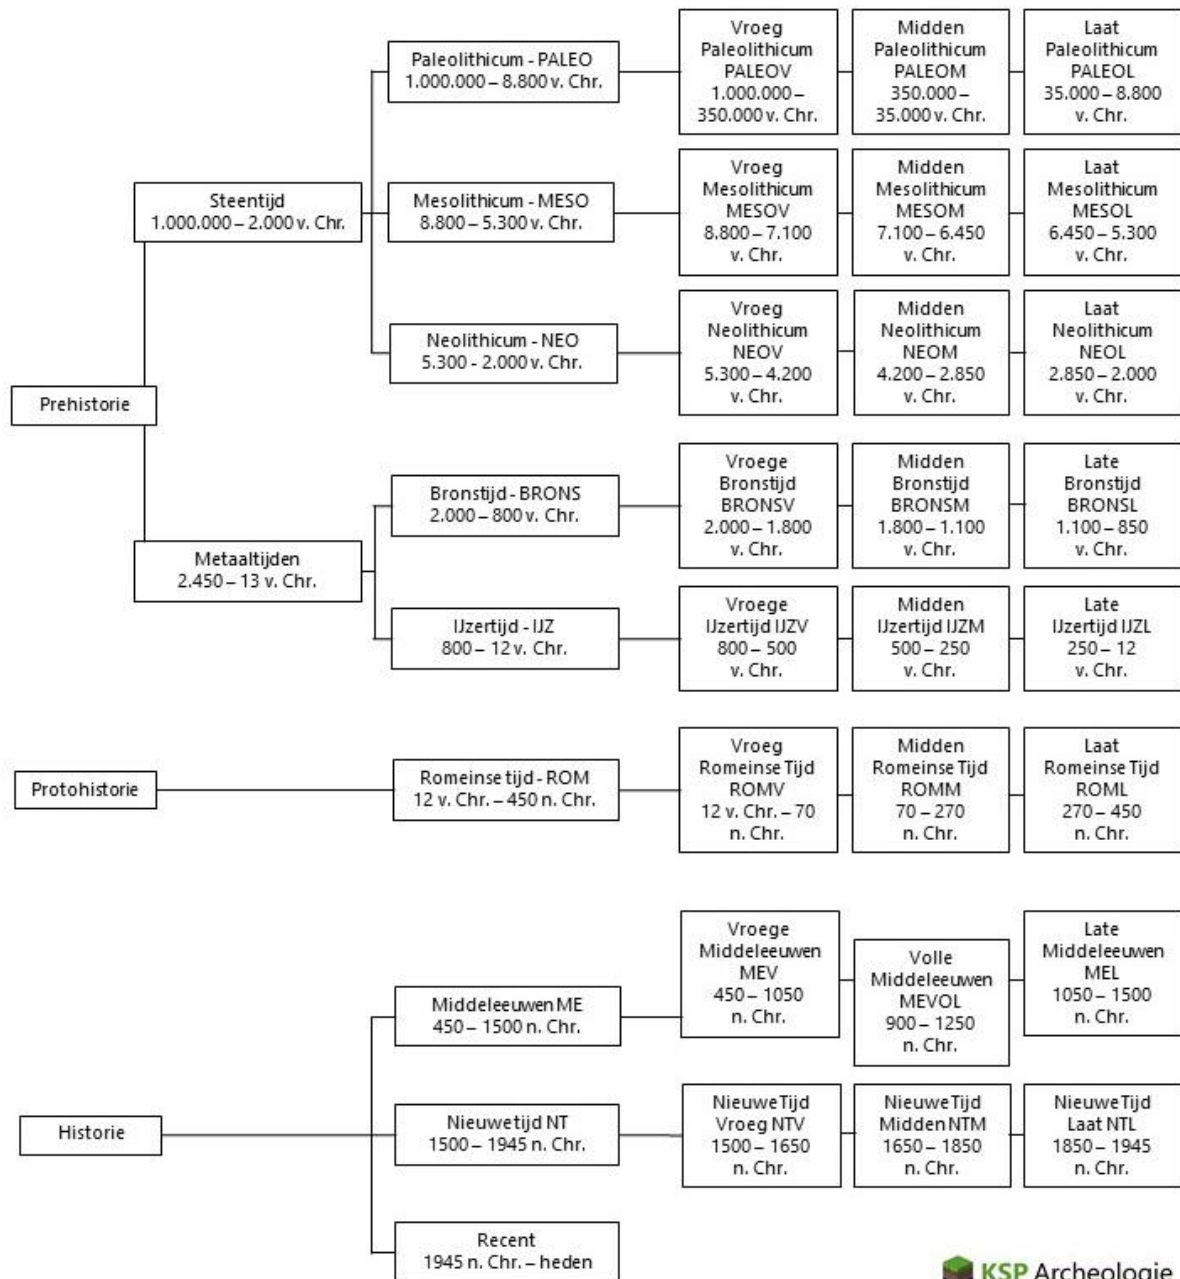 Paleolithicum - PALEO
1.000.000 – 8.800 v. Chr.
Vroeg
Paleolithicum
PALEOV
1.000.000 –
350.000 v. Chr.
Midden
Paleolithicum
PALEOM
350.000 –
35.000 v. Chr.
Laat
Paleolithicum
PALEOL
35.000 – 8.800
v. Chr.
Steentijd
1.000.000 – 2.000 v. Chr.
Mesolithicum - MESO
8.800 – 5.300 v. Chr.
Vroeg
Mesolithicum
MESOV
8.800 – 7.100
v. Chr.
Midden
Mesolithicum
MESOM
7.100 – 6.450
v. Chr.
Laat
Mesolithicum
MESOL
6.450 – 5.300
v. Chr.
Neolithicum - NEO
5.300 - 2.000 v. Chr.
Vroeg
Neolithicum
NEOV
5.300 – 4.200
v. Chr.
Midden
Neolithicum
NEOM
4.200 – 2.850
v. Chr.
Laat
Neolithicum
NEOL
2.850 – 2.000
v. Chr.
Prehistorie
Bronstijd - BRONS
2.000 – 800 v. Chr.
Vroege
Bronstijd
BRONSV
2.000 – 1.800
v. Chr.
Midden
Bronstijd
BRONSM
1.800 – 1.100
v. Chr.
Late
Bronstijd
BRONSL
1.100 – 850
v. Chr.
Metaaltijden
2.450 – 13 v. Chr.
IJzertijd - IJZ
800 – 12 v. Chr.
Vroege
IJzertijd IJZV
800 – 500
v. Chr.
Midden
IJzertijd IJZM
500 – 250
v. Chr.
Late
IJzertijd IJZL
250 – 12
v. Chr.
Protohistorie
Romeinse tijd - ROM
12 v. Chr. – 450 n. Chr.
Vroeg
Romeinse Tijd
ROMV
12 v. Chr. – 70
n. Chr.
Midden
Romeinse Tijd
ROMM
70 – 270
n. Chr.
Laat
Romeinse Tijd
ROML
270 – 450
n. Chr.
Middeleeuwen ME
450 – 1500 n. Chr.
Vroege
Middeleeuwen
MEV
450 – 1050
n. Chr.
Volle
Middeleeuwen
MEVOL
900 – 1250
n. Chr.
Late
Middeleeuwen
MEL
1050 – 1500
n. Chr.
Historie
Nieuwe tijd NT
1500 – 1945 n. Chr.
Nieuwe Tijd
Vroeg NTV
1500 – 1650
n. Chr.
Nieuwe Tijd
Midden NTM
1650 – 1850
n. Chr.
Nieuwe Tijd
Laat NTL
1850 – 1945
n. Chr.
Recent
1945 n. Chr. – heden
KSP Archeologie